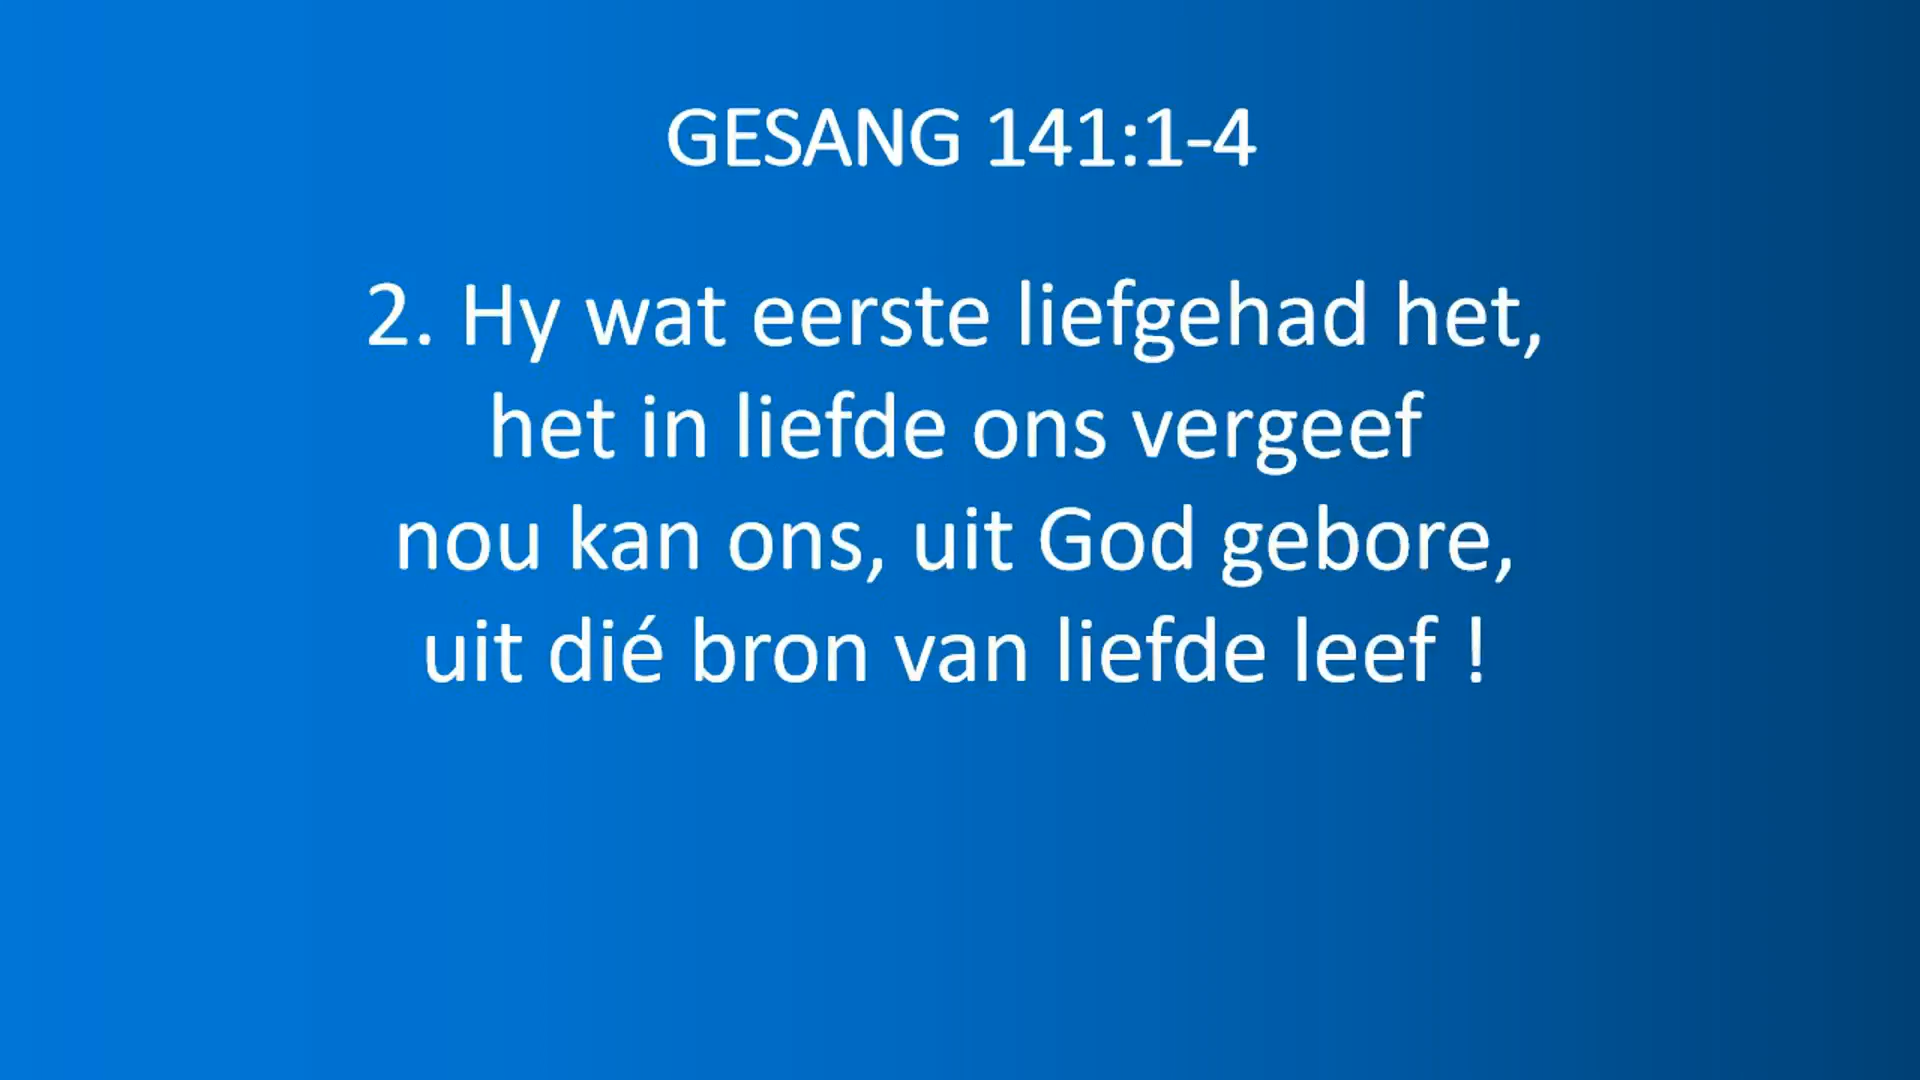 GESANG 141:1-4
2. Hy wat eerste liefgehad het,
het in liefde ons vergeef
nou kan ons, uit God gebore,
uit dié bron van liefde leef !